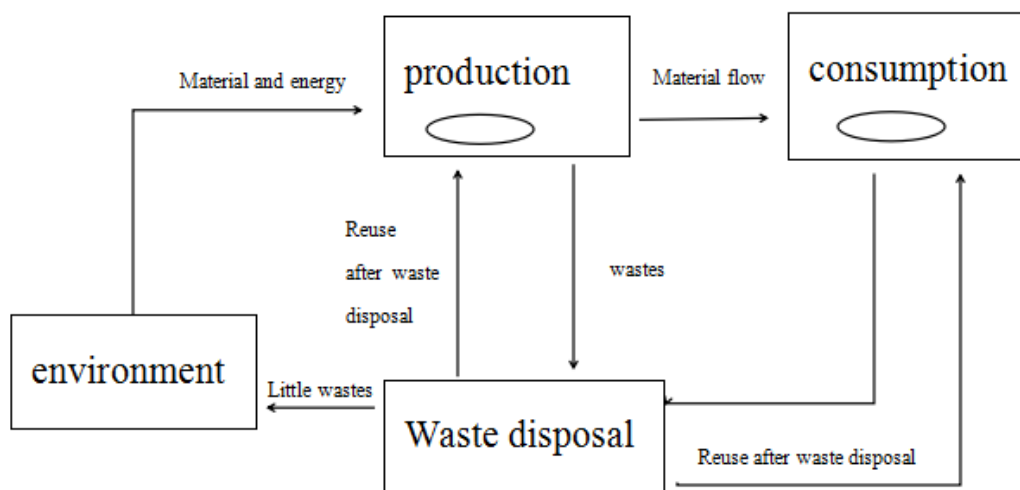 Material and energy
production
Material flow
consumption
Reuse
after waste
disposal
wastes
environment
Little wastes
Waste disposal
Reuse after waste disposal